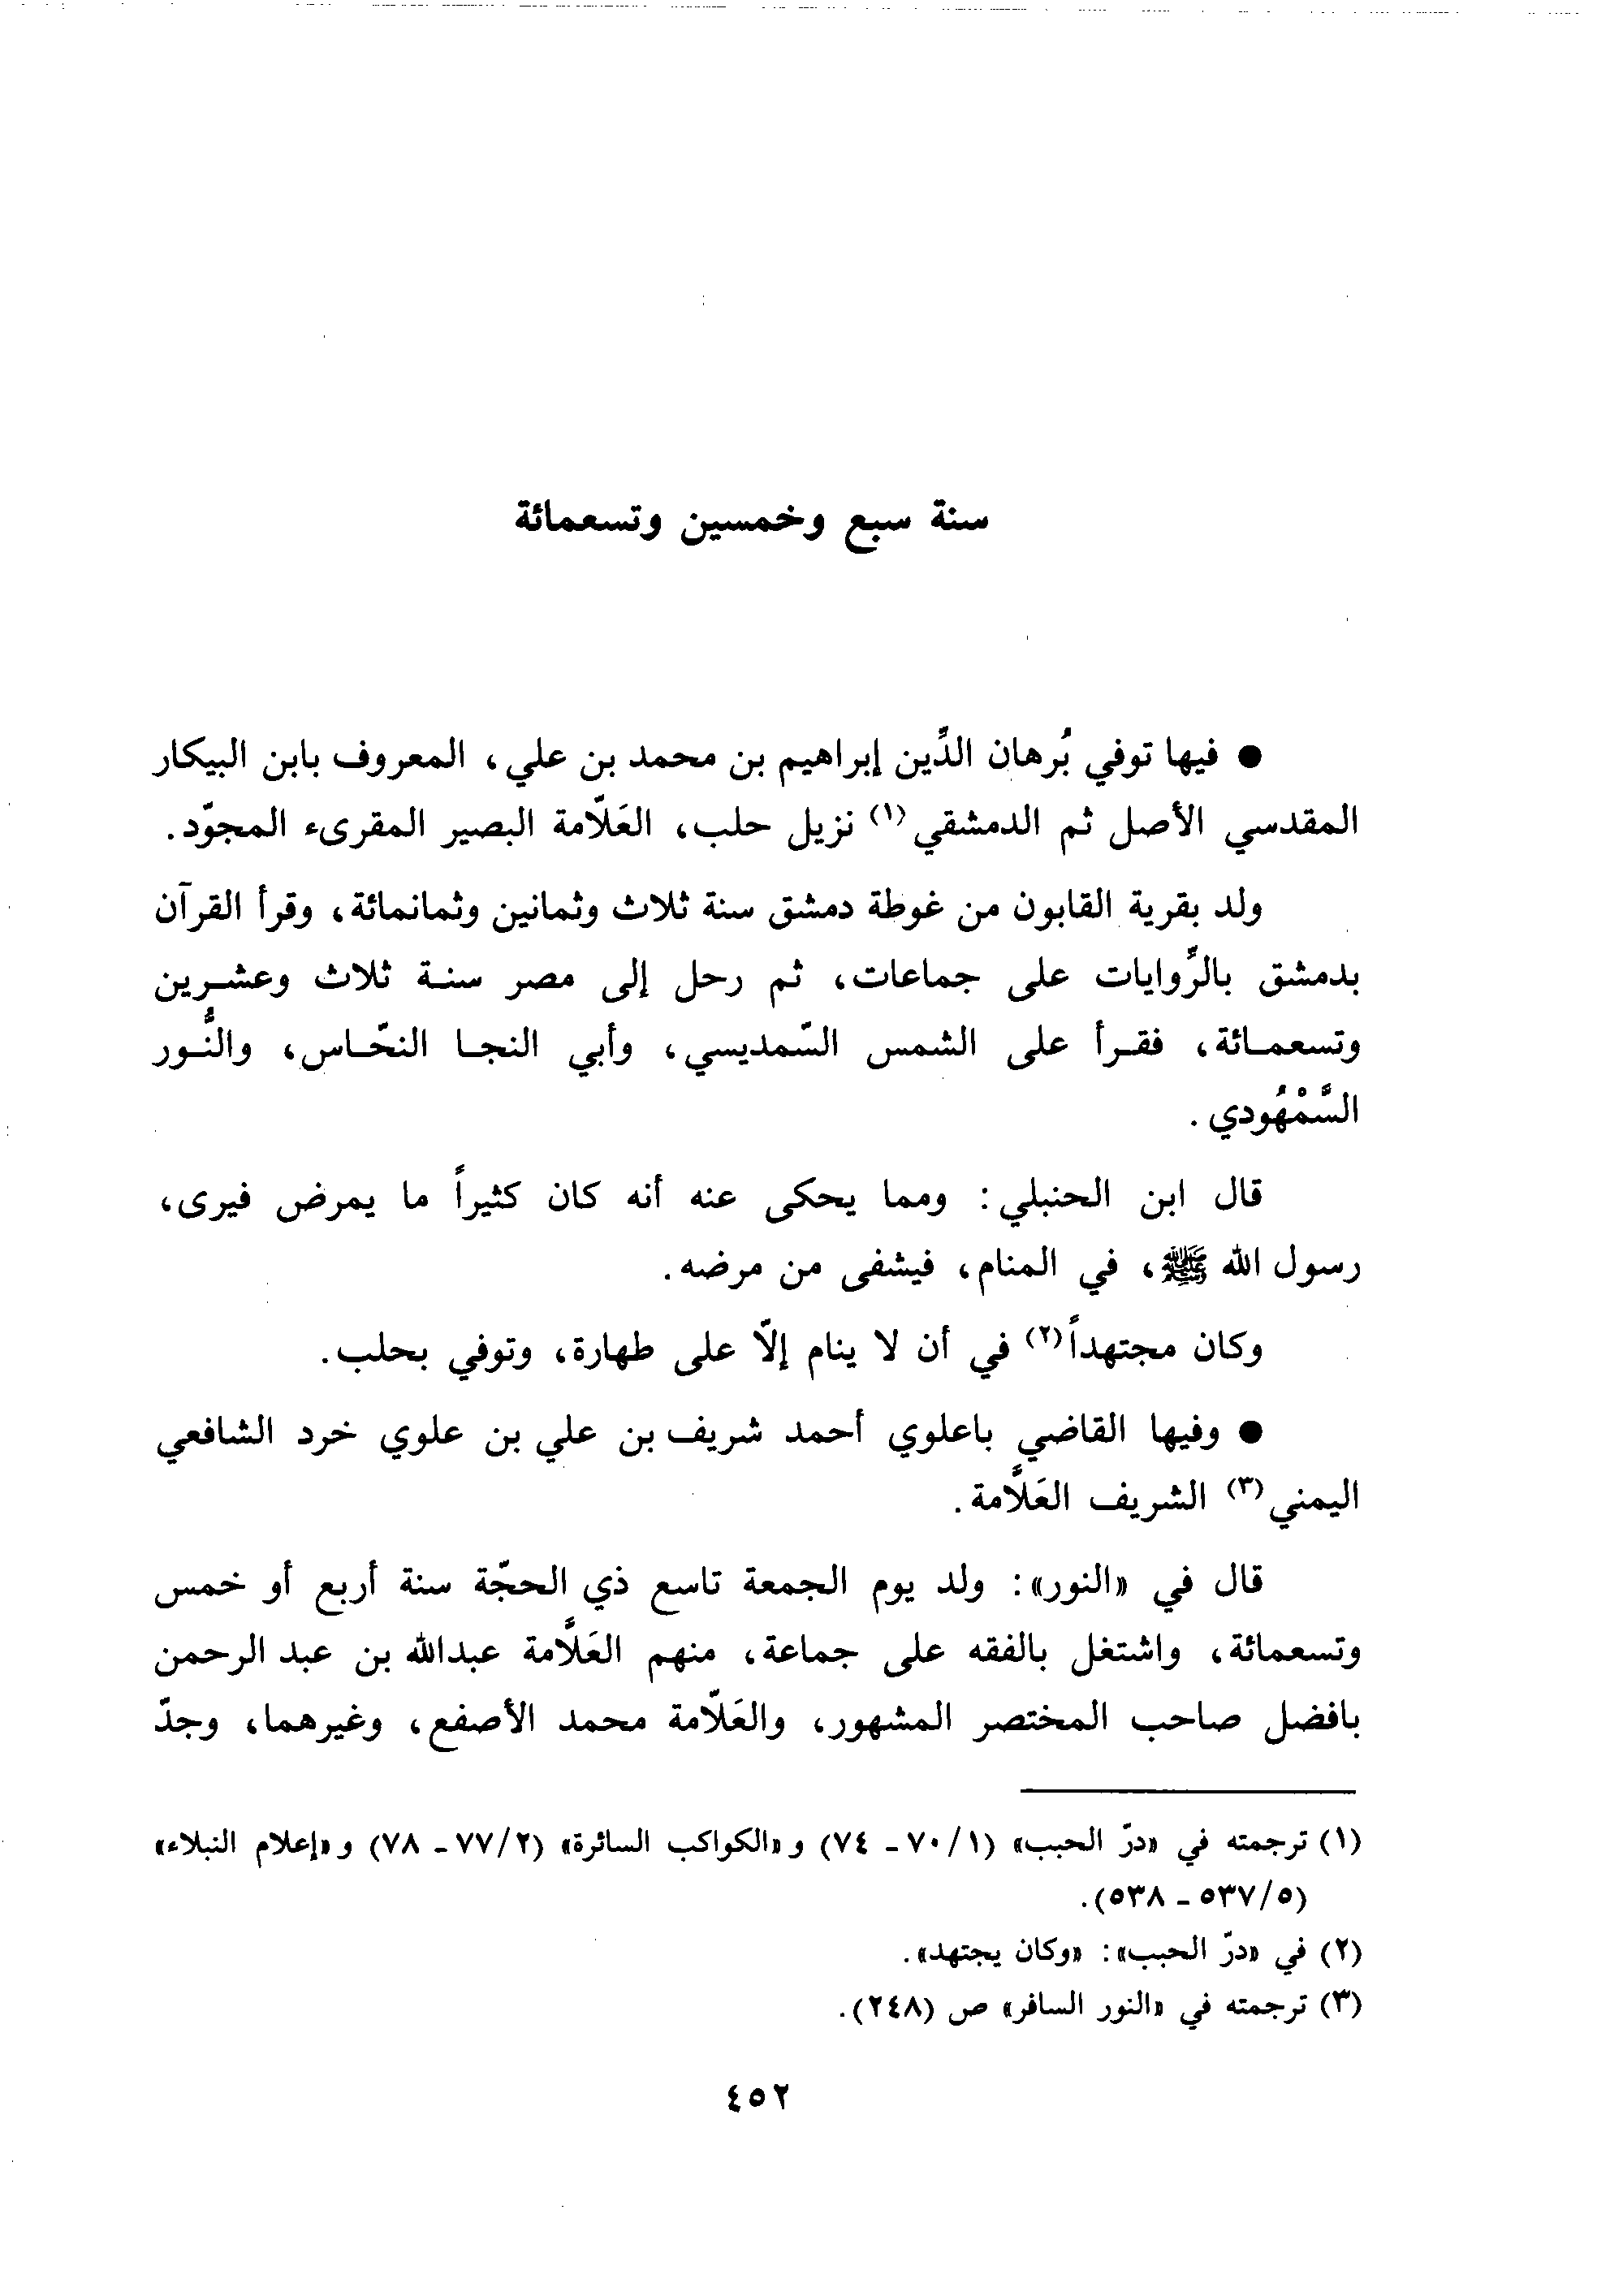 سنة سبع وخمسين وتسعمائة
● فيها توفي بُرهان الدِّين إبراهيم بن محمد بن علي، المعروف بابن البيكار
المقدسي الأصل ثم الدمشقي(١) نزيل حلب، العَلّامة البصير المقرىء المجوّد.
ولد بقرية القابون من غوطة دمشق سنة ثلاث وثمانين وثمانمائة، وقرأ القرآن
بدمشق بالرِّوايات على جماعات، ثم رحل إلى مصر سنة ثلاث وعشرين
وتسعمائة، فقرأ على الشمس السّمديسي، وأبي النجا النحّاس، والنُّور
السَّمْهُودي.
قال ابن الحنبلي: ومما يحكى عنه أنه كان كثيراً ما يمرض فيرى،
رسول الله ﷺ، في المنام، فيشفى من مرضه.
وكان مجتهداً(٢) في أن لا ينام إلّا على طهارة، وتوفي بحلب.
● وفيها القاضي باعلوي أحمد شريف بن علي بن علوي خرد الشافعي
اليمني(٣) الشريف العَلَّامة.
قال في «النور»: ولد يوم الجمعة تاسع ذي الحجّة سنة أربع أو خمس
وتسعمائة، واشتغل بالفقه على جماعة، منهم العَلَّامة عبدالله بن عبد الرحمن
بافضل صاحب المختصر المشهور، والعَلّامة محمد الأصفع، وغيرهما، وجدّ
(١) ترجمته في «درّ الحبب» (١/٧٠ - ٧٤) و «الكواكب السائرة» (٢/٧٧ - ٧٨) و «إعلام النبلاء»
(٥/٥٣٧ - ٥٣٨).
(٢) في «درّ الحبب»: «وكان يجتهد».
(٣) ترجمته في «النور السافر» ص (٢٤٨).
٤٥٢